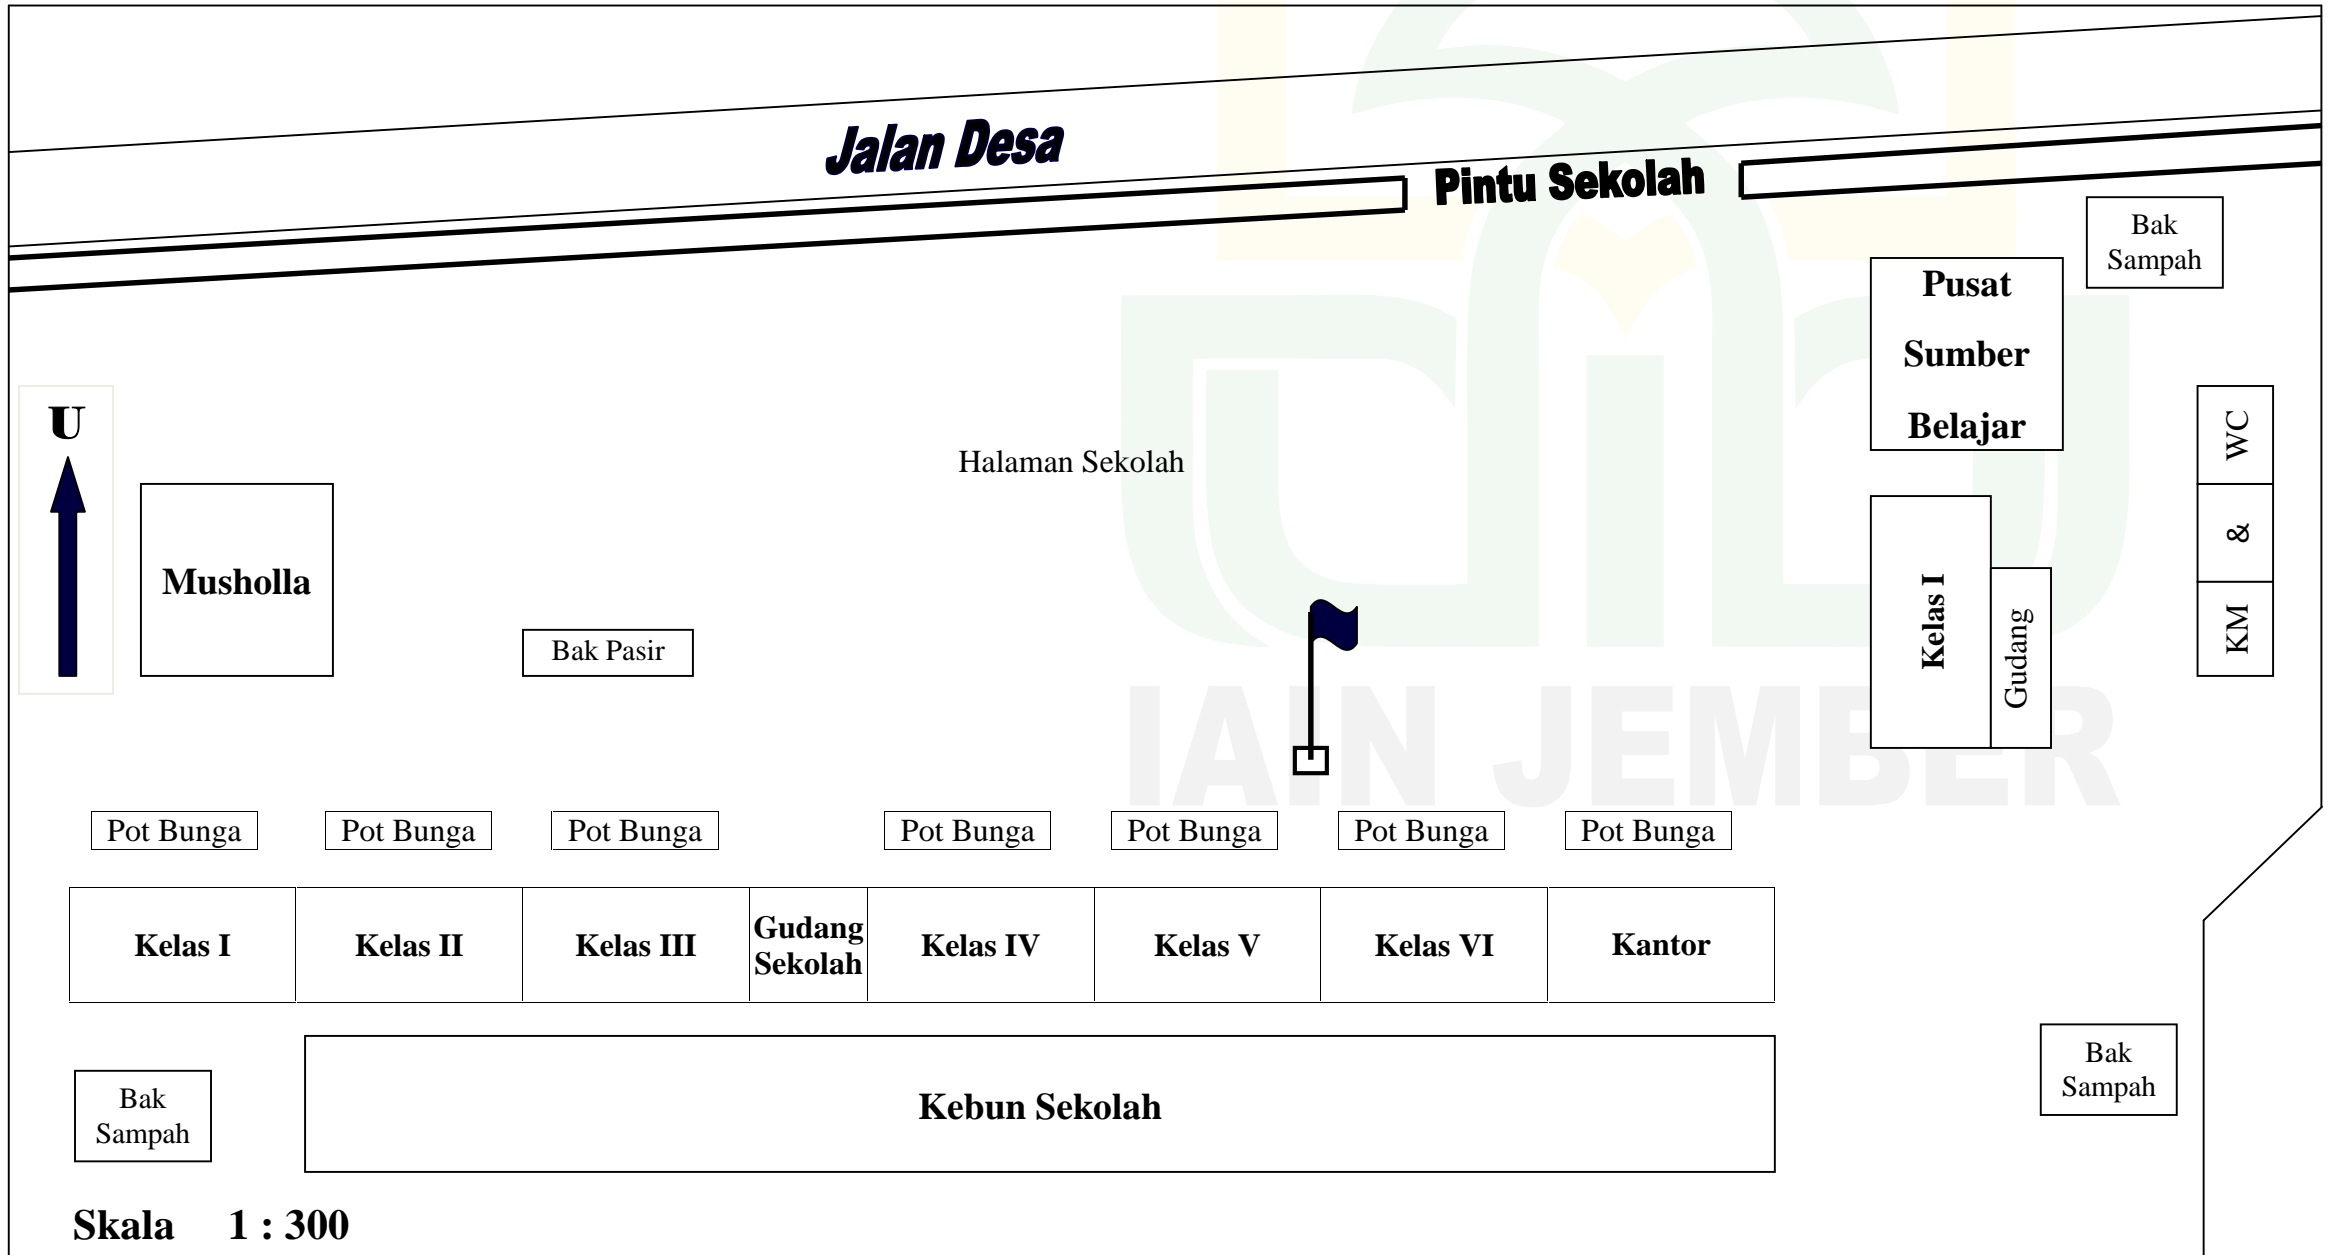 Jalan Desa
Pintu Sekolah
Bak
Sampah
Pusat
Sumber
Belajar
U
Halaman Sekolah
WC
&
KM
Musholla
Bak Pasir
Kelas I
Gudang
IAIN JEMBER
Pot Bunga
Pot Bunga
Pot Bunga
Pot Bunga
Pot Bunga
Pot Bunga
Pot Bunga
Kelas I
Kelas II
Kelas III
Gudang
Sekolah
Kelas IV
Kelas V
Kelas VI
Kantor
Bak
Sampah
Kebun Sekolah
Bak
Sampah
Skala 1 : 300